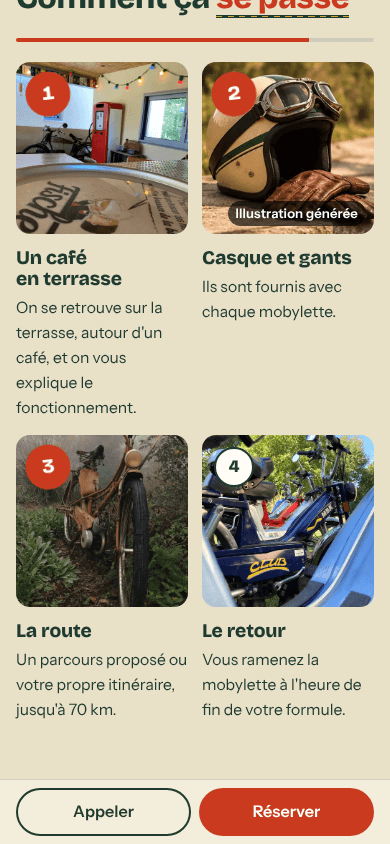 Comment ça se passe
1
2
Illustration générée
Un café
en terrasse
Casque et gants
On se retrouve sur la
terrasse, autour d'un
café, et on vous
explique le
fonctionnement.
Ils sont fournis avec
chaque mobylette.
3
4
CLUB
La route
Le retour
Un parcours proposé ou
votre propre itinéraire,
jusqu'à 70 km.
Vous ramenez la
mobylette à l'heure de
fin de votre formule.
Appeler
Réserver